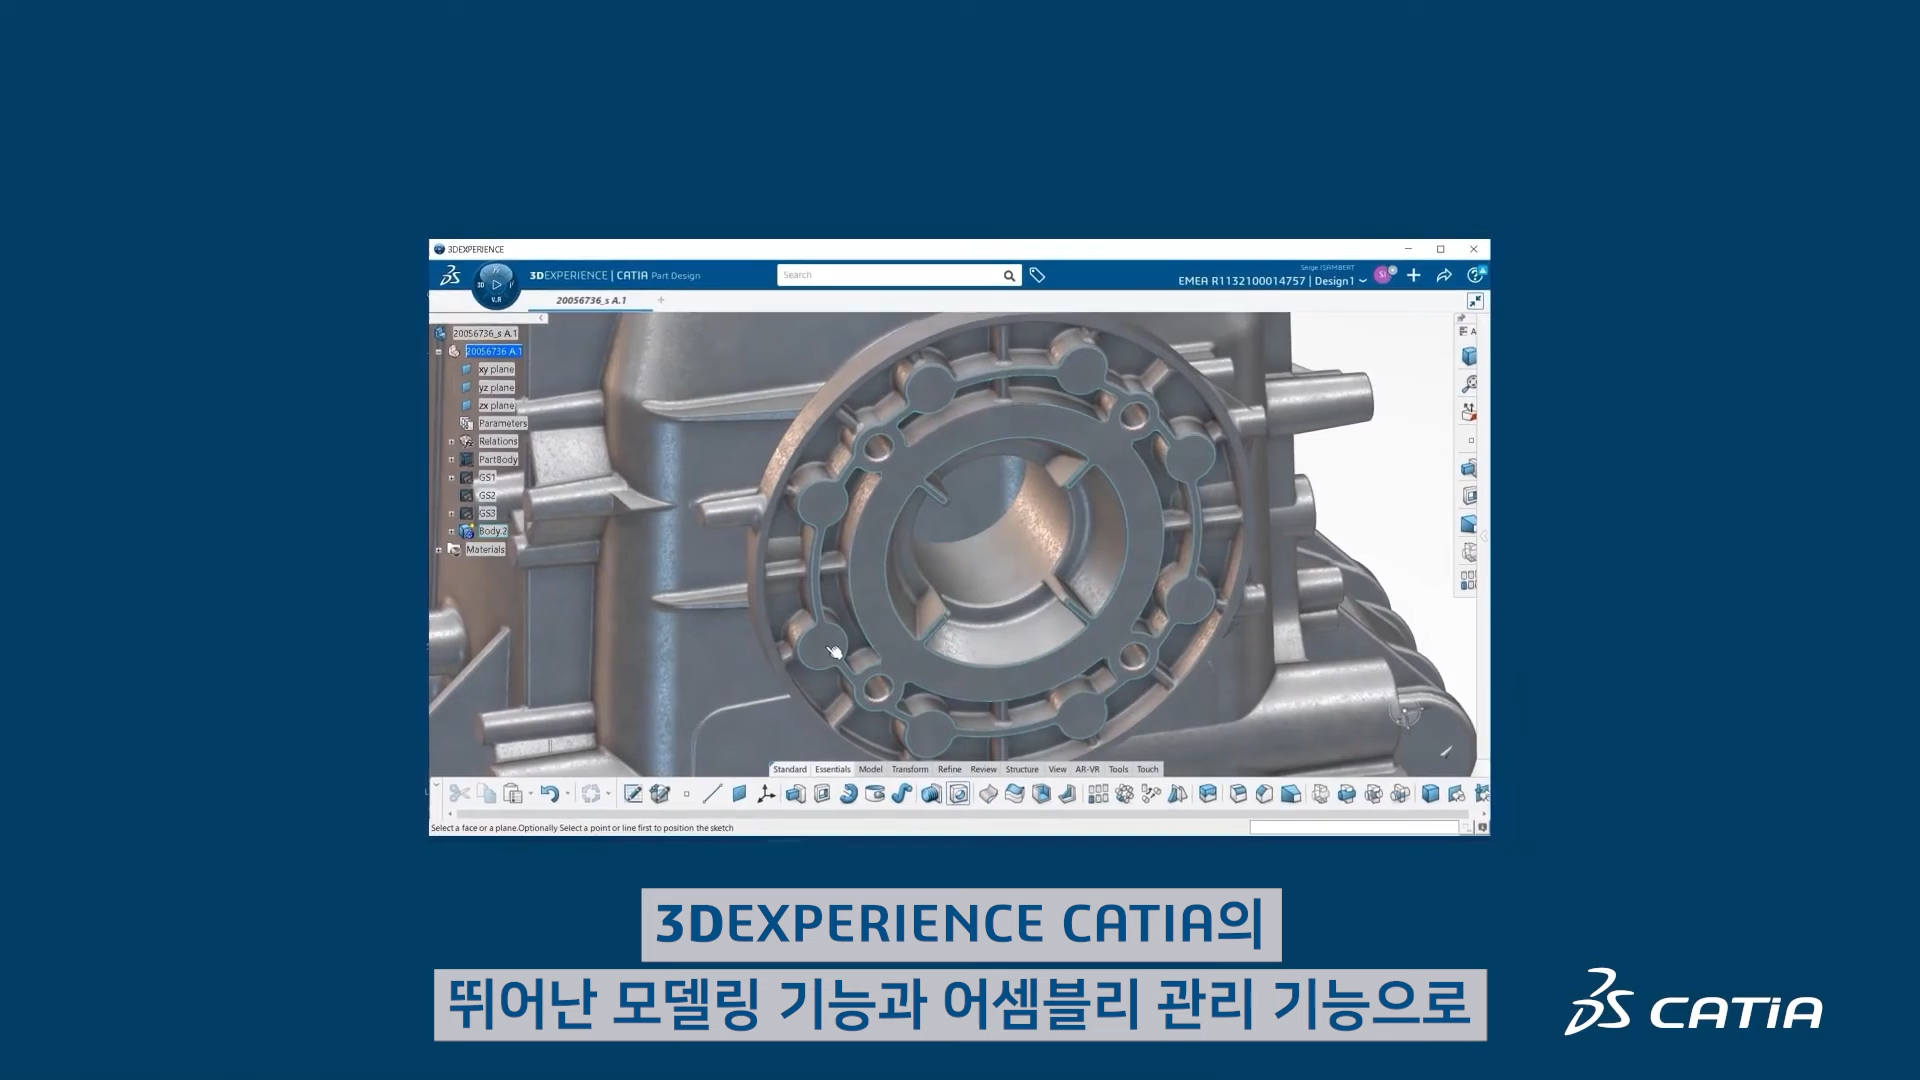 3DEXPERIENCE
3DEXPERIENCE | CATIA Part Design
Search
Serge ISAMBERT
EMEA R1132100014757 | Design1
SI
3D
V.R
20056736_s A.1
20056736_s A.1
20056736 A.1
xy plane
yz plane
zx plane
Parameters
Relations
PartBody
GS1
GS2
GS3
Body.2
Materials
Standard Essentials Model Transform Refine Review Structure View AR-VR Tools Touch
Select a face or a plane.Optionally Select a point or line first to position the sketch
3DEXPERIENCE CATIA의
뛰어난 모델링 기능과 어셈블리 관리 기능으로
CATIA